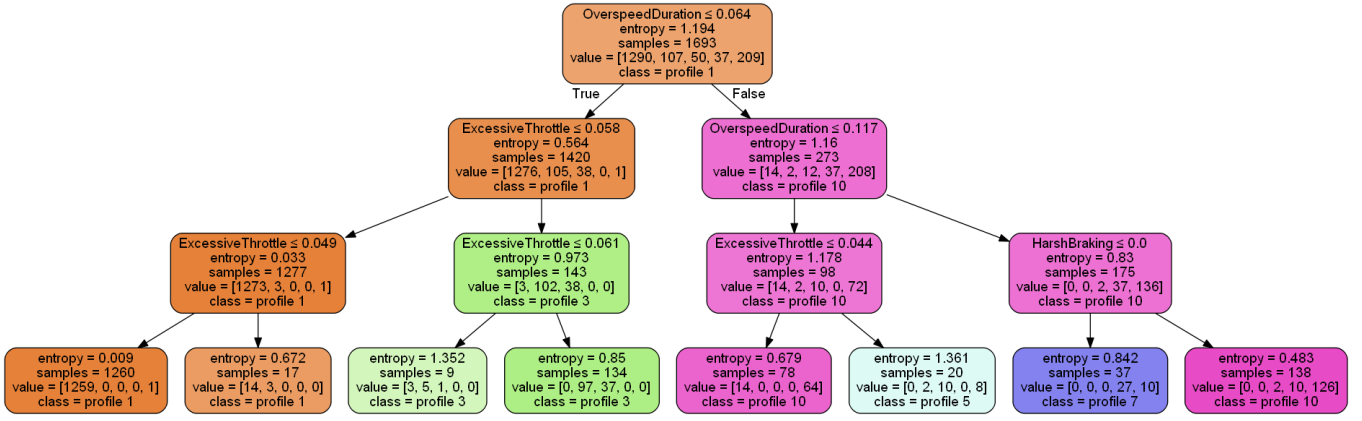 OverspeedDuration ≤ 0.064
entropy = 1.194
samples = 1693
value = [1290, 107, 50, 37, 209]
class = profile 1
True
False
ExcessiveThrottle ≤ 0.058
entropy = 0.564
samples = 1420
value = [1276, 105, 38, 0, 1]
class = profile 1
OverspeedDuration ≤ 0.117
entropy = 1.16
samples = 273
value = [14, 2, 12, 37, 208]
class = profile 10
ExcessiveThrottle ≤ 0.049
entropy = 0.033
samples = 1277
value = [1273, 3, 0, 0, 1]
class = profile 1
ExcessiveThrottle ≤ 0.061
entropy = 0.973
samples = 143
value = [3, 102, 38, 0, 0]
class = profile 3
ExcessiveThrottle ≤ 0.044
entropy = 1.178
samples = 98
value = [14, 2, 10, 0, 72]
class = profile 10
HarshBraking ≤ 0.0
entropy = 0.83
samples = 175
value = [0, 0, 2, 37, 136]
class = profile 10
entropy = 0.009
samples = 1260
value = [1259, 0, 0, 0, 1]
class = profile 1
entropy = 0.672
samples = 17
value = [14, 3, 0, 0, 0]
class = profile 1
entropy = 1.352
samples = 9
value = [3, 5, 1, 0, 0]
class = profile 3
entropy = 0.85
samples = 134
value = [0, 97, 37, 0, 0]
class = profile 3
entropy = 0.679
samples = 78
value = [14, 0, 0, 0, 64]
class = profile 10
entropy = 1.361
samples = 20
value = [0, 2, 10, 0, 8]
class = profile 5
entropy = 0.842
samples = 37
value = [0, 0, 0, 27, 10]
class = profile 7
entropy = 0.483
samples = 138
value = [0, 0, 2, 10, 126]
class = profile 10